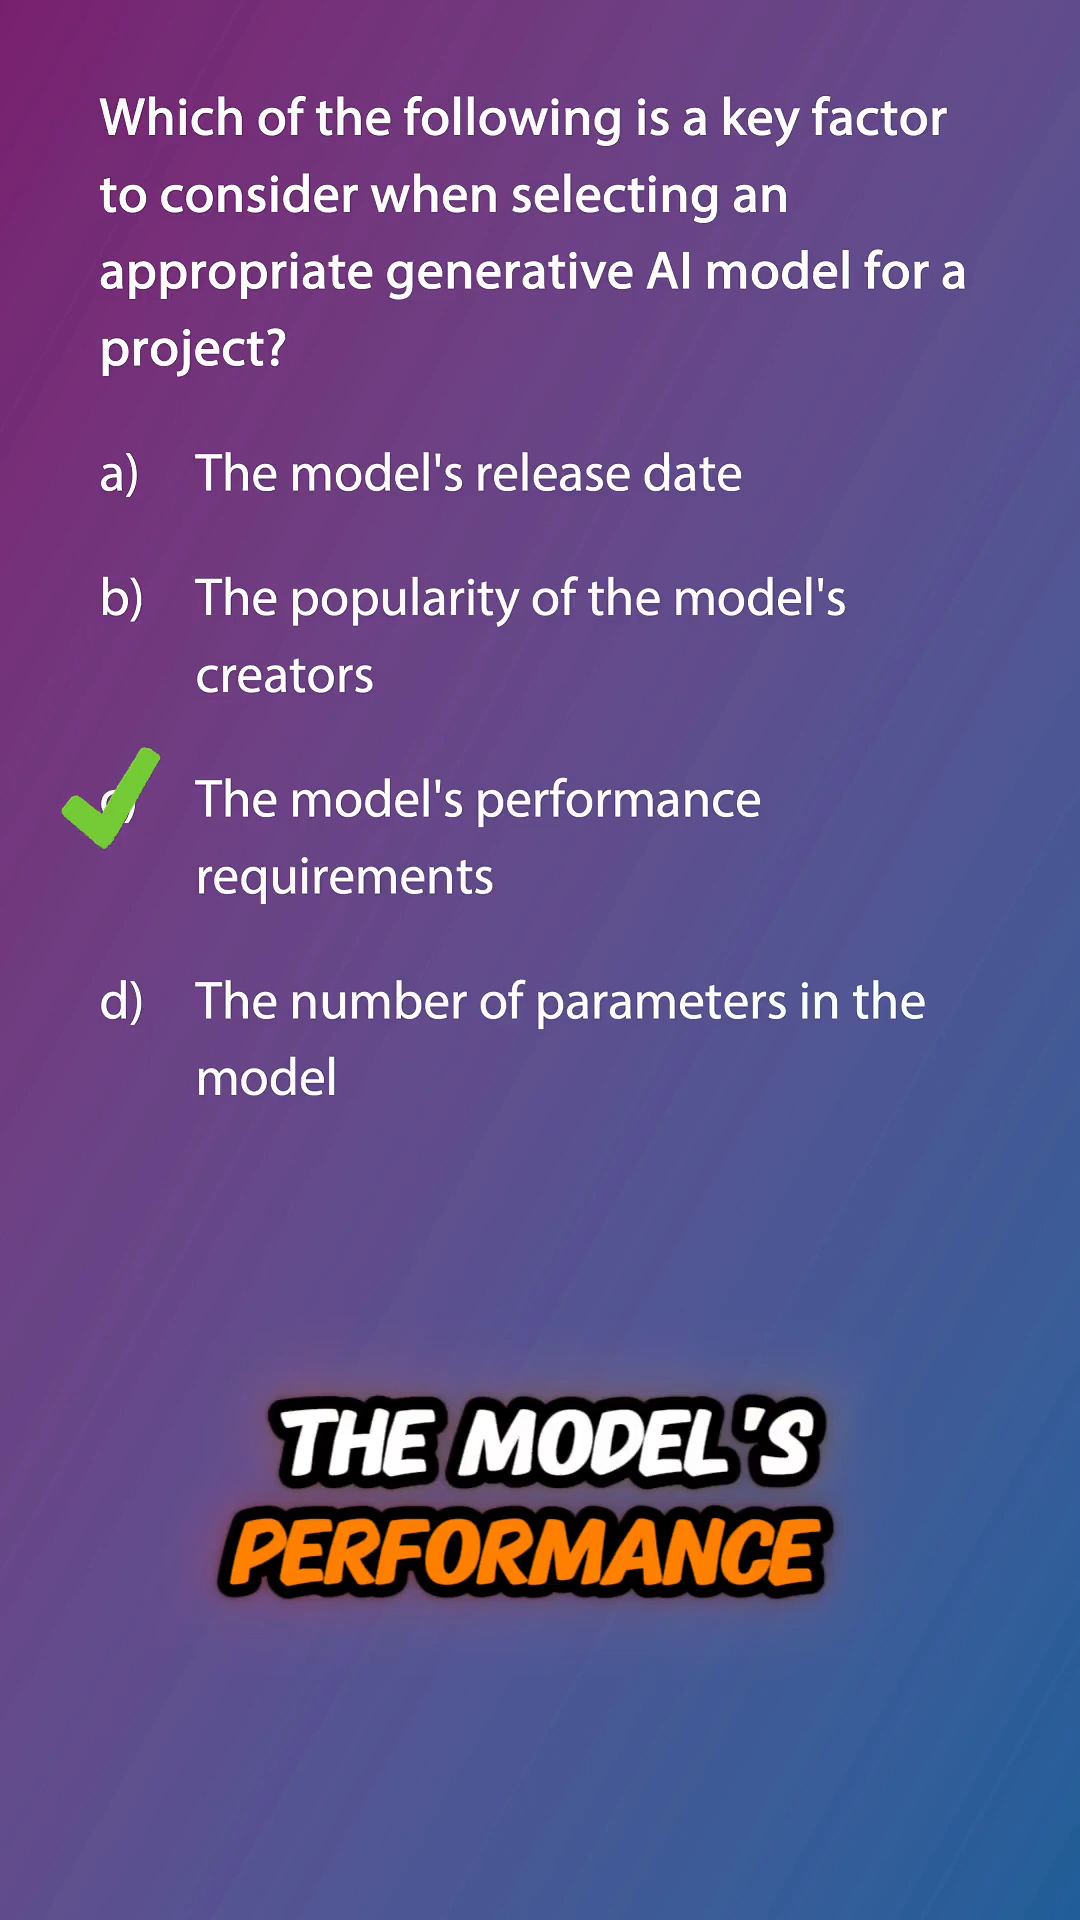 Which of the following is a key factor
to consider when selecting an
appropriate generative AI model for a
project?
a) The model's release date
b) The popularity of the model's
creators
c) The model's performance
requirements
d) The number of parameters in the
model
THE MODEL'S
PERFORMANCE